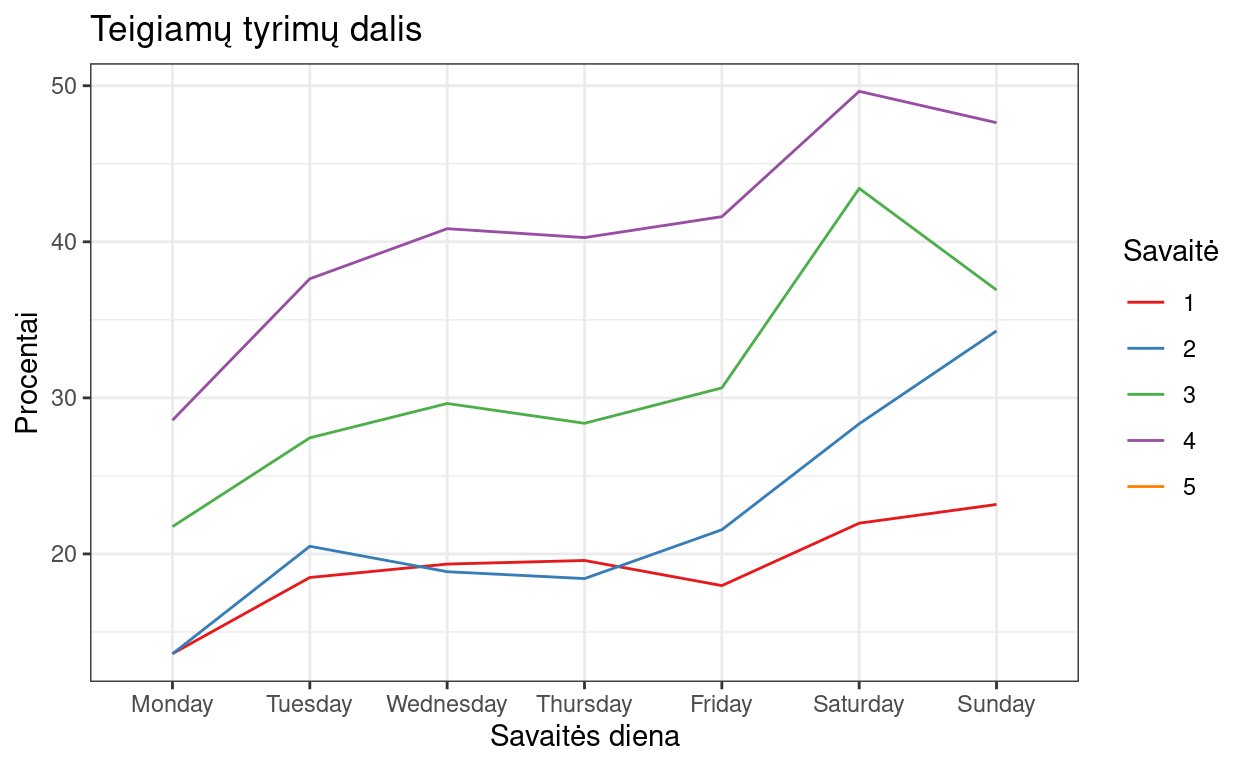 Teigiamų tyrimų dalis
50
40
30
20
Procentai
Monday Tuesday Wednesday Thursday Friday Saturday Sunday
Savaitės diena
Savaitė
1
2
3
4
5